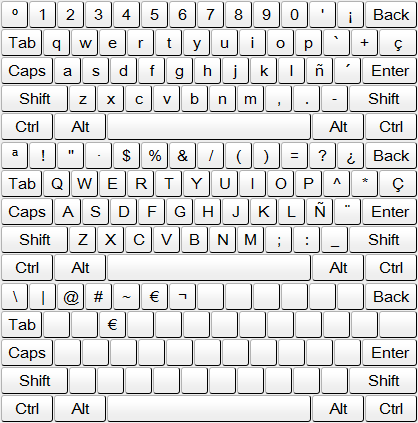 º 1 2 3 4 5 6 7 8 9 0 ' ¡ Back
Tab q w e r t y u i o p ` + ç
Caps a s d f g h j k l ñ ´ Enter
Shift z x c v b n m , . - Shift
Ctrl Alt Alt Ctrl
ª ! " · $ % & / ( ) = ? ¿ Back
Tab Q W E R T Y U I O P ^ * Ç
Caps A S D F G H J K L Ñ ¨ Enter
Shift Z X C V B N M ; : _ Shift
Ctrl Alt Alt Ctrl
\ | @ # ~ € ¬ Back
Tab €
Caps Enter
Shift Shift
Ctrl Alt Alt Ctrl